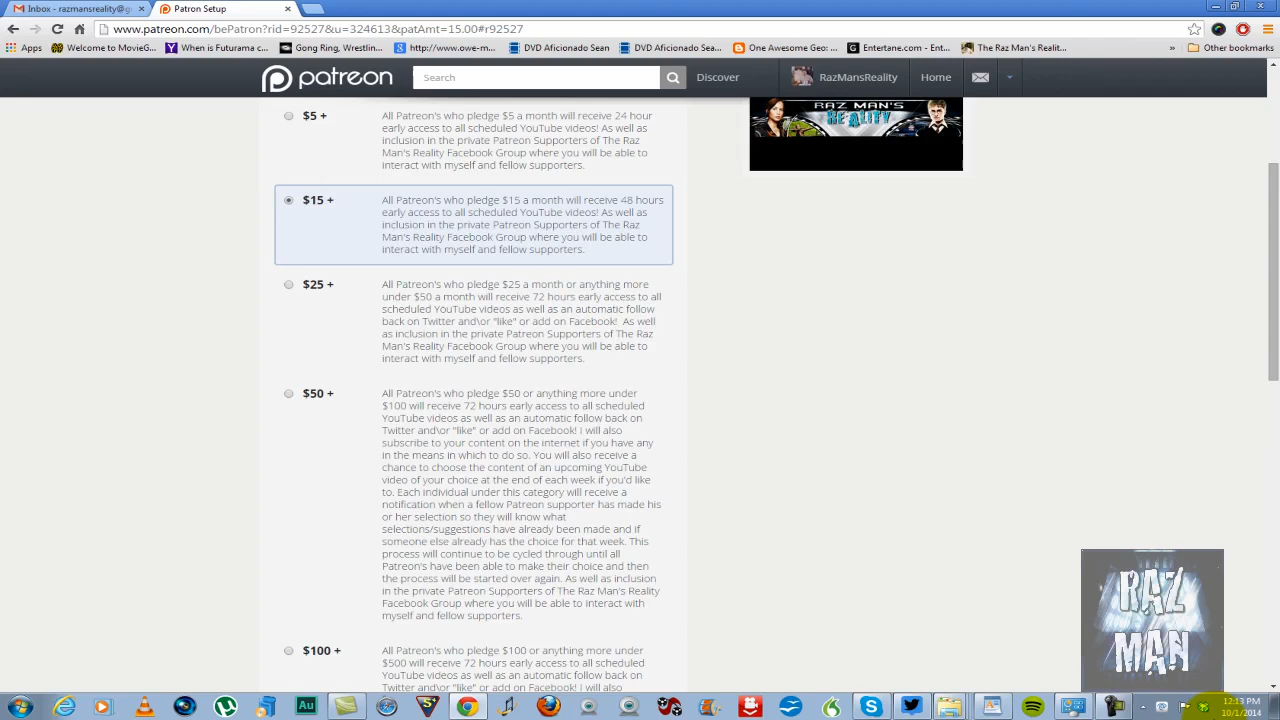 Inbox - razmansreality@g
Patron Setup
www.patreon.com/bePatron?rid=92527&u=324613&patAmt=15.00#r92527
Apps
Welcome to MovieG...
When is Futurama c...
Gong Ring, Wrestlin...
http://www.owe-m...
DVD Aficionado Sean
DVD Aficionado Sea...
One Awesome Geo: ...
Entertane.com - Ent...
The Raz Man's Realit...
»
Other bookmarks
patreon
Search
Discover
RazMansReality
Home
RAZ MAN'S
REALITY
$5 +
All Patreon's who pledge $5 a month will receive 24 hour
early access to all scheduled YouTube videos! As well as
inclusion in the private Patreon Supporters of The Raz
Man's Reality Facebook Group where you will be able to
interact with myself and fellow supporters.
$15 +
All Patreon's who pledge $15 a month will receive 48 hours
early access to all scheduled YouTube videos! As well as
inclusion in the private Patreon Supporters of The Raz
Man's Reality Facebook Group where you will be able to
interact with myself and fellow supporters.
$25 +
All Patreon's who pledge $25 a month or anything more
under $50 a month will receive 72 hours early access to all
scheduled YouTube videos as well as an automatic follow
back on Twitter and\or "like" or add on Facebook!  As well
as inclusion in the private Patreon Supporters of The Raz
Man's Reality Facebook Group where you will be able to
interact with myself and fellow supporters.
$50 +
All Patreon's who pledge $50 or anything more under
$100 will receive 72 hours early access to all scheduled
YouTube videos as well as an automatic follow back on
Twitter and\or "like" or add on Facebook! I will also
subscribe to your content on the internet if you have any
in the means in which to do so. You will also receive a
chance to choose the content of an upcoming YouTube
video of your choice at the end of each week if you'd like
to. Each individual under this category will receive a
notification when a fellow Patreon supporter has made his
or her selection so they will know what
selections/suggestions have already been made and if
someone else already has the choice for that week. This
process will continue to be cycled through until all
Patreon's have been able to make their choice and then
the process will be started over again. As well as inclusion
in the private Patreon Supporters of The Raz Man's Reality
Facebook Group where you will be able to interact with
myself and fellow supporters.
$100 +
All Patreon's who pledge $100 or anything more under
$500 will receive 72 hours early access to all scheduled
YouTube videos as well as an automatic follow back on
Twitter and\or "like" or add on Facebook! I will also
RAZ
MAN
Au
12:13 PM
10/1/2014